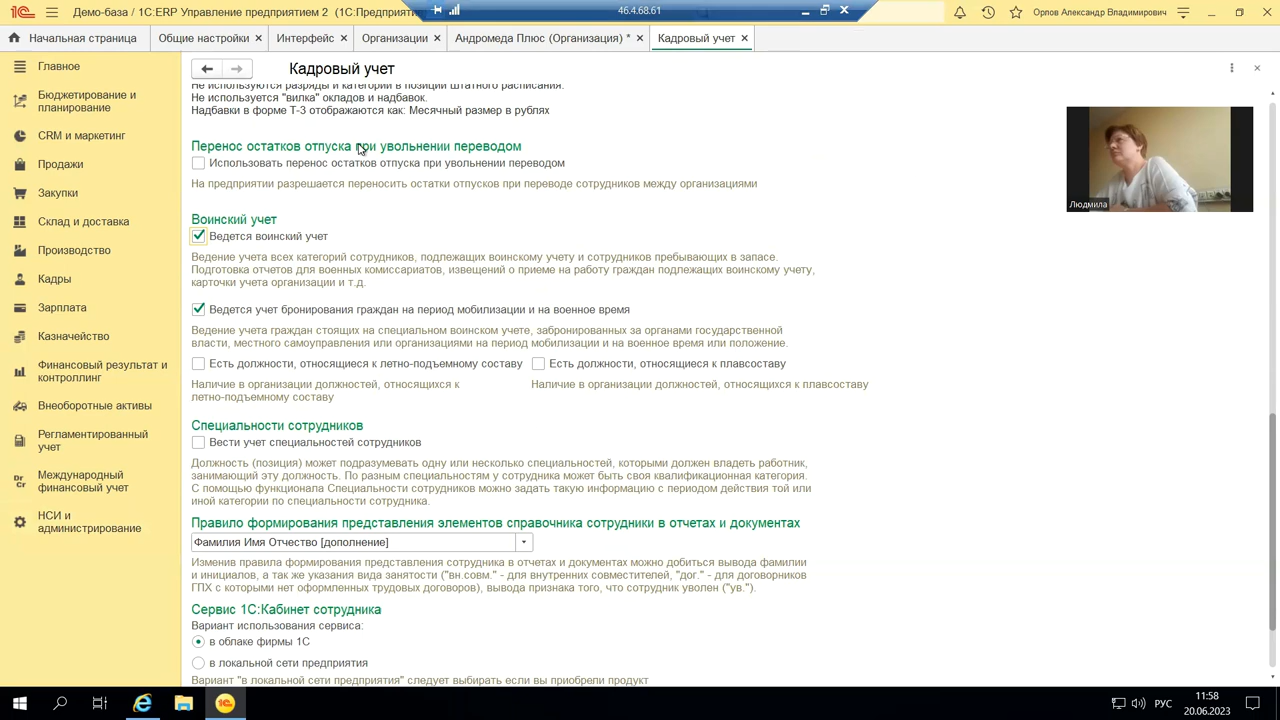 Демо-база / 1С:ERP Управление предприятием 2 (1С:Предприятие
46.4.68.61
Орлов Александр Владимирович
Начальная страница
Общие настройки
Интерфейс
Организации
Андромеда Плюс (Организация) *
Кадровый учет
Главное
Бюджетирование и
планирование
CRM и маркетинг
Продажи
Закупки
Склад и доставка
Производство
Кадры
Зарплата
Казначейство
Финансовый результат и
контроллинг
Внеоборотные активы
Регламентированный
учет
Международный
финансовый учет
НСИ и
администрирование
Кадровый учет
Не используются разряды и категории в позиции штатного расписания.
Не используется "вилка" окладов и надбавок.
Надбавки в форме Т-3 отображаются как: Месячный размер в рублях
Перенос остатков отпуска при увольнении переводом
Использовать перенос остатков отпуска при увольнении переводом
На предприятии разрешается переносить остатки отпусков при переводе сотрудников между организациями
Воинский учет
Ведется воинский учет
Ведение учета всех категорий сотрудников, подлежащих воинскому учету и сотрудников пребывающих в запасе.
Подготовка отчетов для военных комиссариатов, извещений о приеме на работу граждан подлежащих воинскому учету,
карточки учета организации и т.д.
Ведется учет бронирования граждан на период мобилизации и на военное время
Ведение учета граждан стоящих на специальном воинском учете, забронированных за органами государственной
власти, местного самоуправления или организациями на период мобилизации и на военное время или положение.
Есть должности, относящиеся к летно-подъемному составу
Есть должности, относящиеся к плавсоставу
Наличие в организации должностей, относящихся к
летно-подъемному составу
Наличие в организации должностей, относящихся к плавсоставу
Специальности сотрудников
Вести учет специальностей сотрудников
Должность (позиция) может подразумевать одну или несколько специальностей, которыми должен владеть работник,
занимающий эту должность. По разным специальностям у сотрудника может быть своя квалификационная категория.
С помощью функционала Специальности сотрудников можно задать такую информацию с периодом действия той или
иной категории по специальности сотрудника.
Правило формирования представления элементов справочника сотрудники в отчетах и документах
Фамилия Имя Отчество [дополнение]
Изменив правила формирования представления сотрудника в отчетах и документах можно добиться вывода фамилии
и инициалов, а так же указания вида занятости ("вн.совм." - для внутренних совместителей, "дог." - для договорников
ГПХ с которыми нет оформленных трудовых договоров), вывода признака того, что сотрудник уволен ("ув.").
Сервис 1С:Кабинет сотрудника
Вариант использования сервиса:
в облаке фирмы 1С
в локальной сети предприятия
Вариант "в локальной сети предприятия" следует выбирать если вы приобрели продукт
Людмила
РУС
11:58
20.06.2023